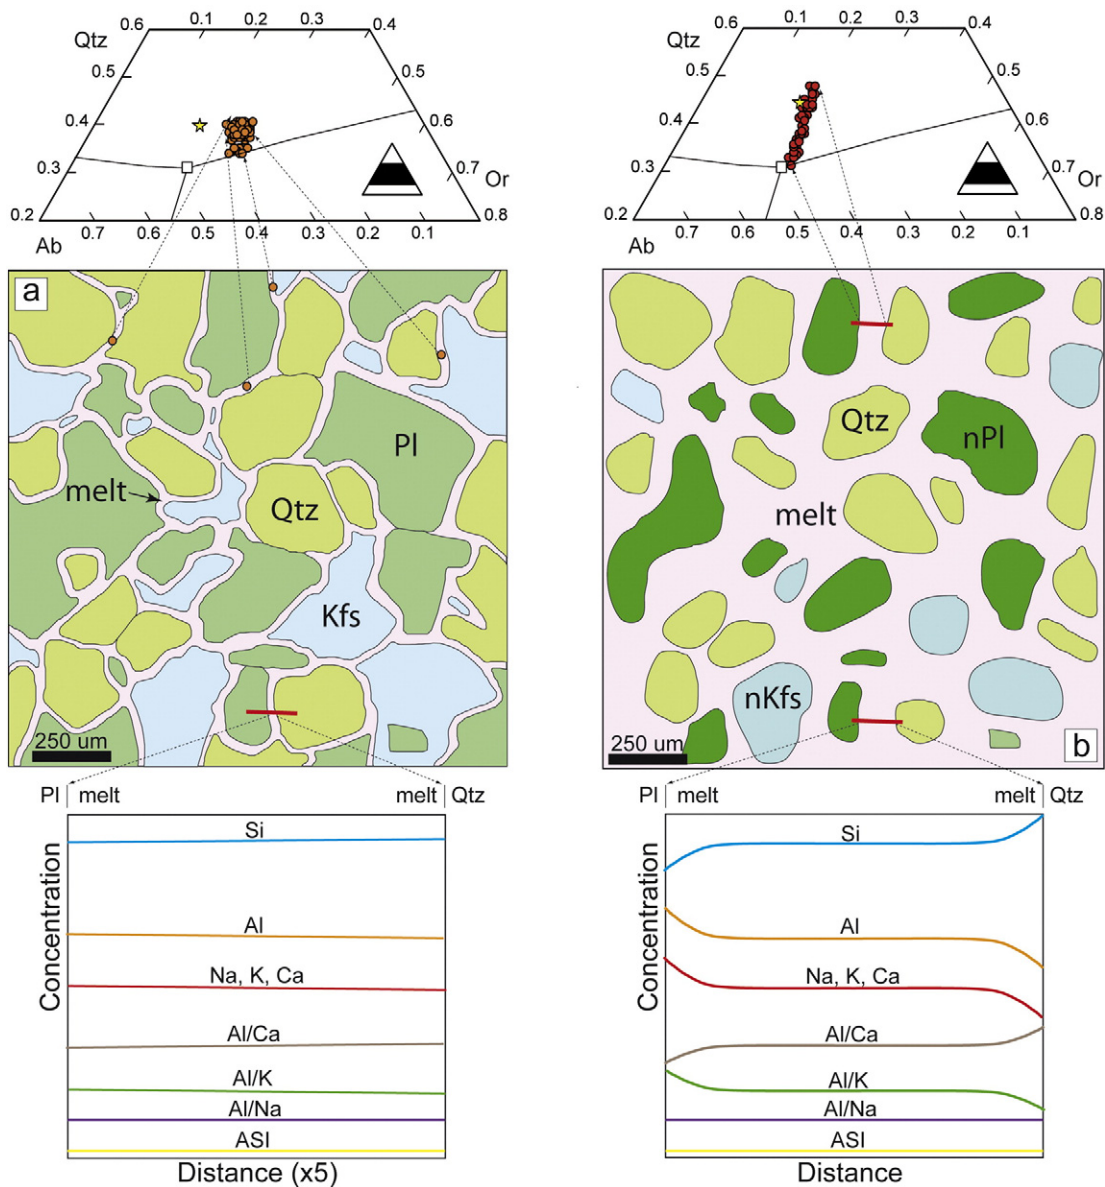 0.6 0.1 0.2 0.3 0.4
Qtz
0.5 0.5
0.4 0.6
0.3 0.7
Or
0.2 0.8
0.7 0.6 0.5 0.4 0.3 0.2 0.1
Ab
0.6 0.1 0.2 0.3 0.4
Qtz
0.5 0.5
0.4 0.6
0.3 0.7
Or
0.2 0.8
0.7 0.6 0.5 0.4 0.3 0.2 0.1
Ab
a
Pl
melt
Qtz
Kfs
250 um
Qtz
nPl
melt
nKfs
250 um
b
Pl melt melt Qtz
Si
Al
Na, K, Ca
Al/Ca
Al/K
Al/Na
ASI
Concentration
Distance (x5)
Pl melt melt Qtz
Si
Al
Na, K, Ca
Al/Ca
Al/K
Al/Na
ASI
Concentration
Distance